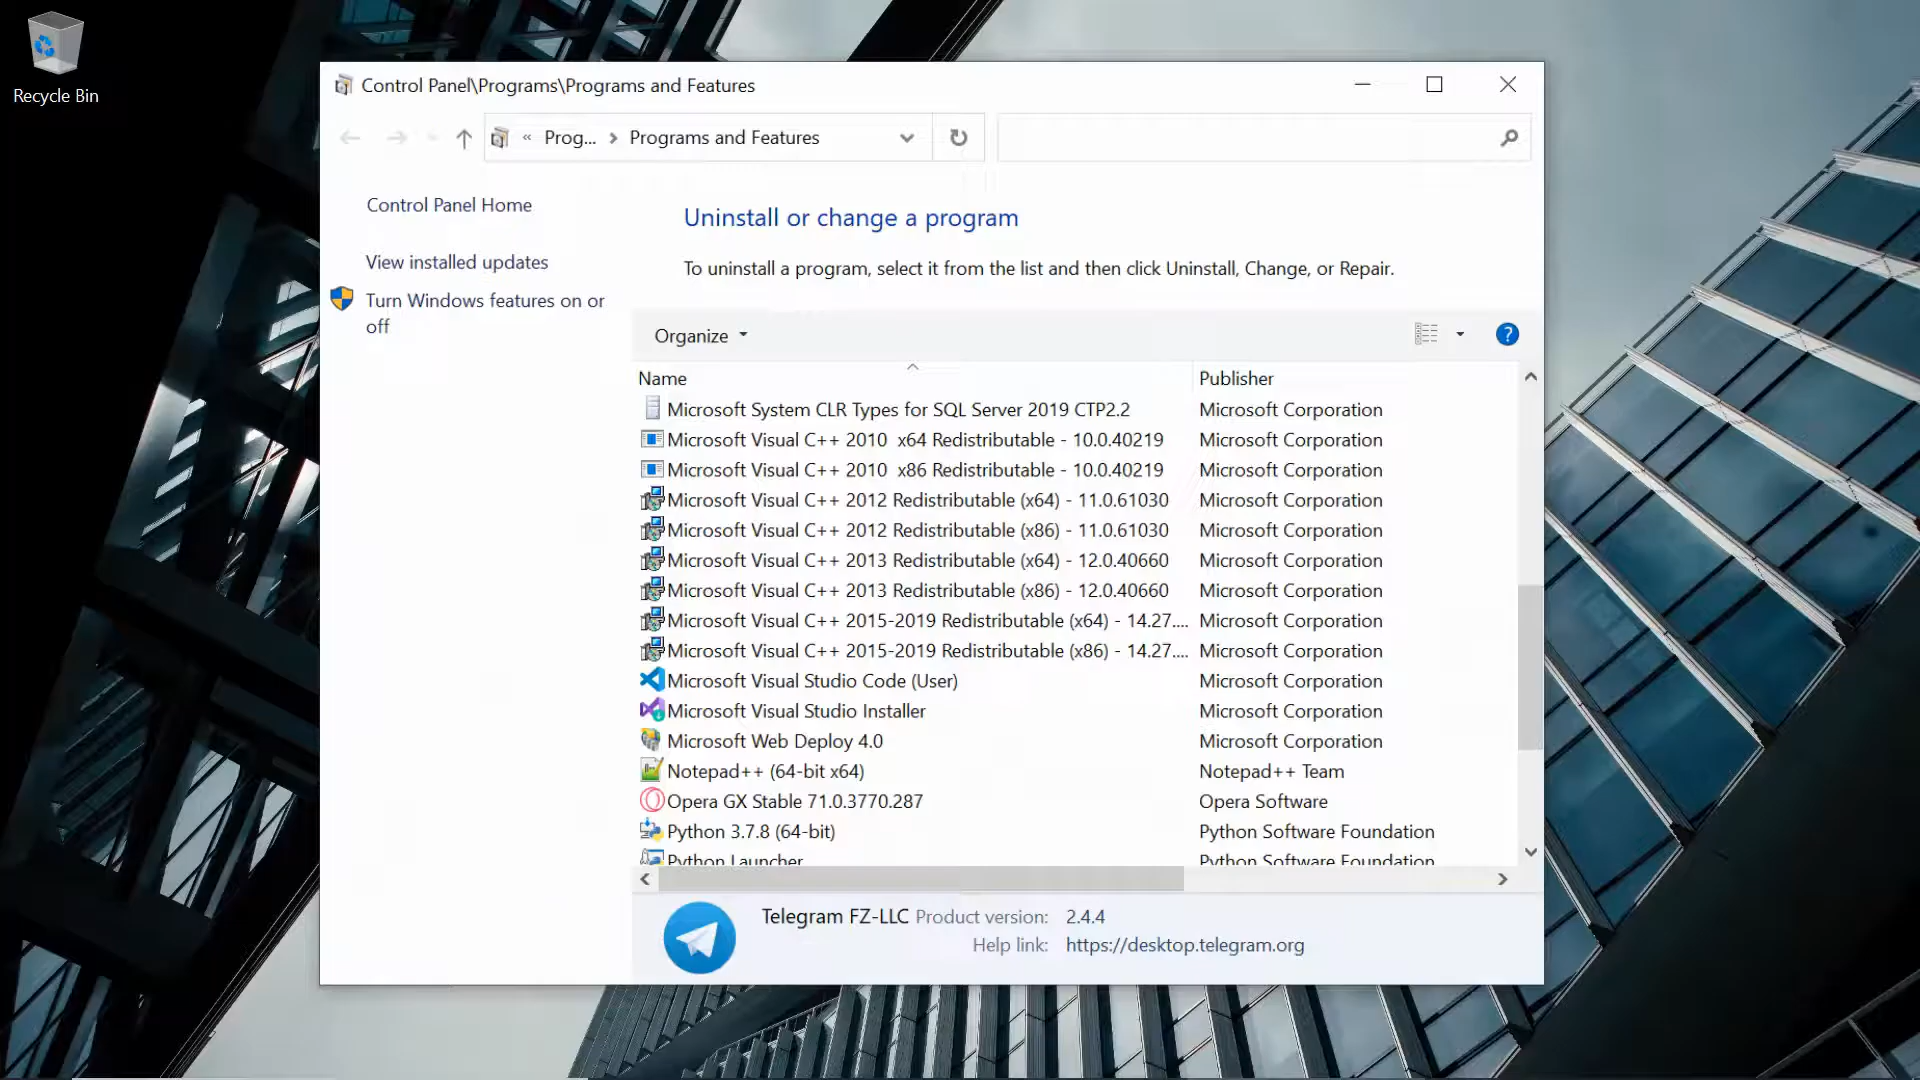 Recycle Bin
Control Panel\Programs\Programs and Features
« Prog... > Programs and Features
Control Panel Home
View installed updates
Turn Windows features on or
off
Uninstall or change a program
To uninstall a program, select it from the list and then click Uninstall, Change, or Repair.
Organize
?
Name Publisher
Microsoft System CLR Types for SQL Server 2019 CTP2.2 Microsoft Corporation
Microsoft Visual C++ 2010  x64 Redistributable - 10.0.40219 Microsoft Corporation
Microsoft Visual C++ 2010  x86 Redistributable - 10.0.40219 Microsoft Corporation
Microsoft Visual C++ 2012 Redistributable (x64) - 11.0.61030 Microsoft Corporation
Microsoft Visual C++ 2012 Redistributable (x86) - 11.0.61030 Microsoft Corporation
Microsoft Visual C++ 2013 Redistributable (x64) - 12.0.40660 Microsoft Corporation
Microsoft Visual C++ 2013 Redistributable (x86) - 12.0.40660 Microsoft Corporation
Microsoft Visual C++ 2015-2019 Redistributable (x64) - 14.27.... Microsoft Corporation
Microsoft Visual C++ 2015-2019 Redistributable (x86) - 14.27.... Microsoft Corporation
Microsoft Visual Studio Code (User) Microsoft Corporation
Microsoft Visual Studio Installer Microsoft Corporation
Microsoft Web Deploy 4.0 Microsoft Corporation
Notepad++ (64-bit x64) Notepad++ Team
Opera GX Stable 71.0.3770.287 Opera Software
Python 3.7.8 (64-bit) Python Software Foundation
Python Launcher Python Software Foundation
Telegram FZ-LLC Product version: 2.4.4
Help link: https://desktop.telegram.org